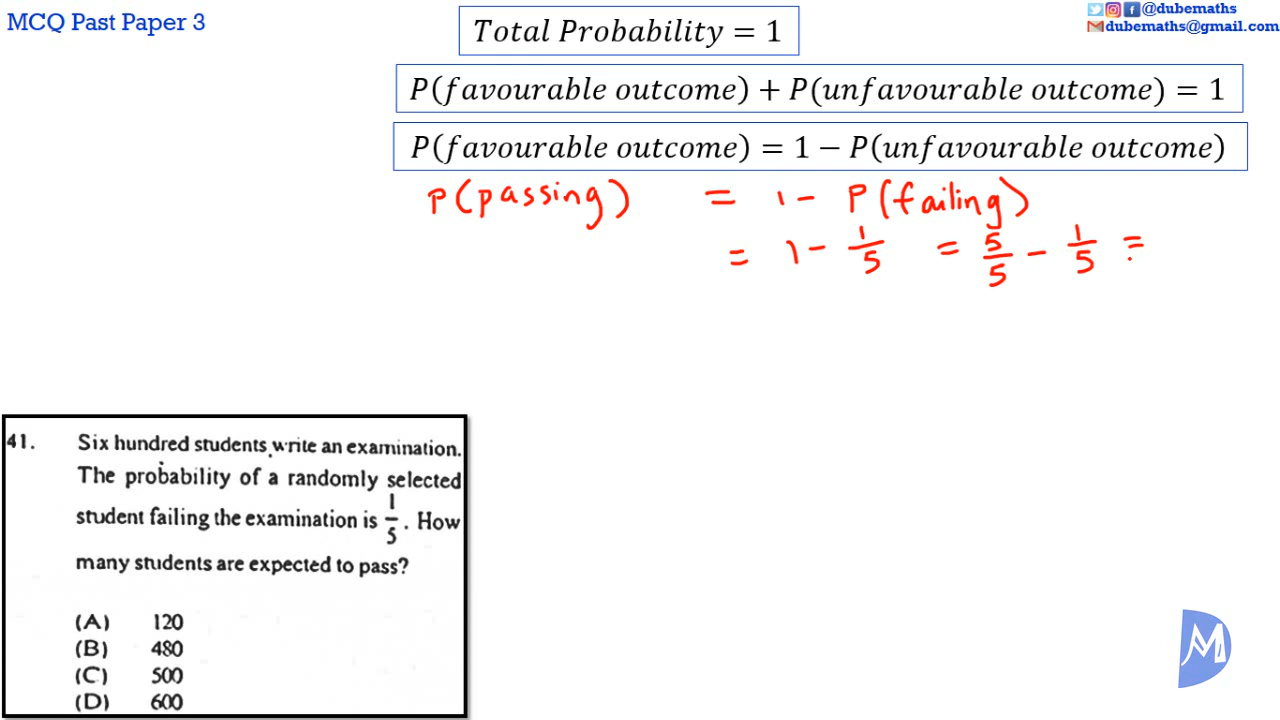 MCQ Past Paper 3
Total Probability = 1
@dubemaths
dubemaths@gmail.com
P(favourable outcome) + P(unfavourable outcome) = 1
P(favourable outcome) = 1 − P(unfavourable outcome)
P(passing) = 1 − P(failing)
= 1 − 1/5 = 5/5 − 1/5 =
41. Six hundred students write an examination.
The probability of a randomly selected
student failing the examination is 1/5. How
many students are expected to pass?
(A) 120
(B) 480
(C) 500
(D) 600
M